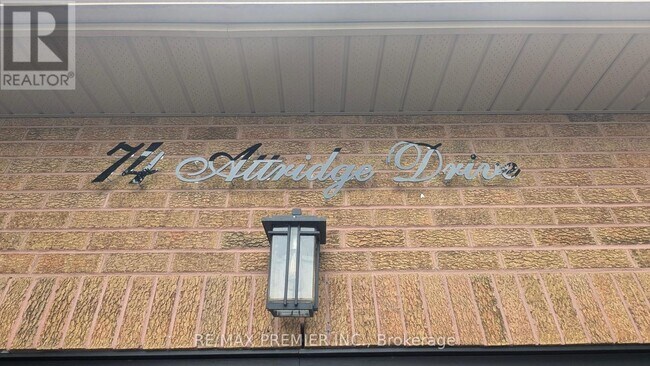 REALTOR®
74 Attridge Drive
RE/MAX PREMIER INC., Brokerage